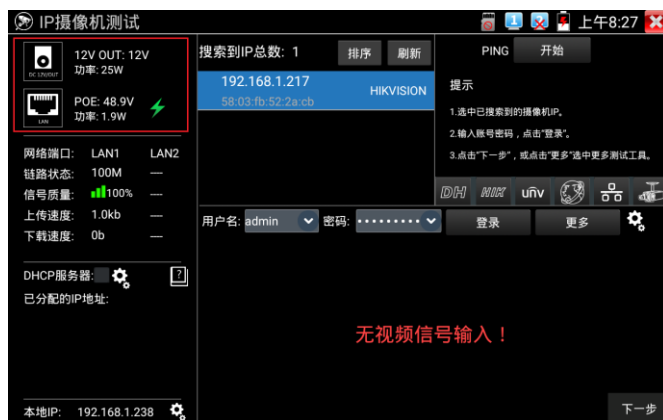 IP摄像机测试
上午8:27
12V OUT: 12V
功率: 25W
DC 12V/OUT
POE: 48.9V
功率: 1.9W
LAN
网络端口: LAN1 LAN2
链路状态: 100M —
信号质量: 100% —
上传速度: 1.0kb —
下载速度: 0b —
DHCP服务器:
已分配的IP地址:
本地IP: 192.168.1.238
搜索到IP总数: 1 排序 刷新
192.168.1.217 HIKVISION
58:03:fb:52:2a:cb
PING 开始
提示
1.选中已搜索到的摄像机IP。
2.输入账号密码，点击"登录"。
3.点击"下一步"，或点击"更多"选中更多测试工具。
DH HIK unv
用户名: admin 密码: ········· 登录 更多
无视频信号输入！
下一步